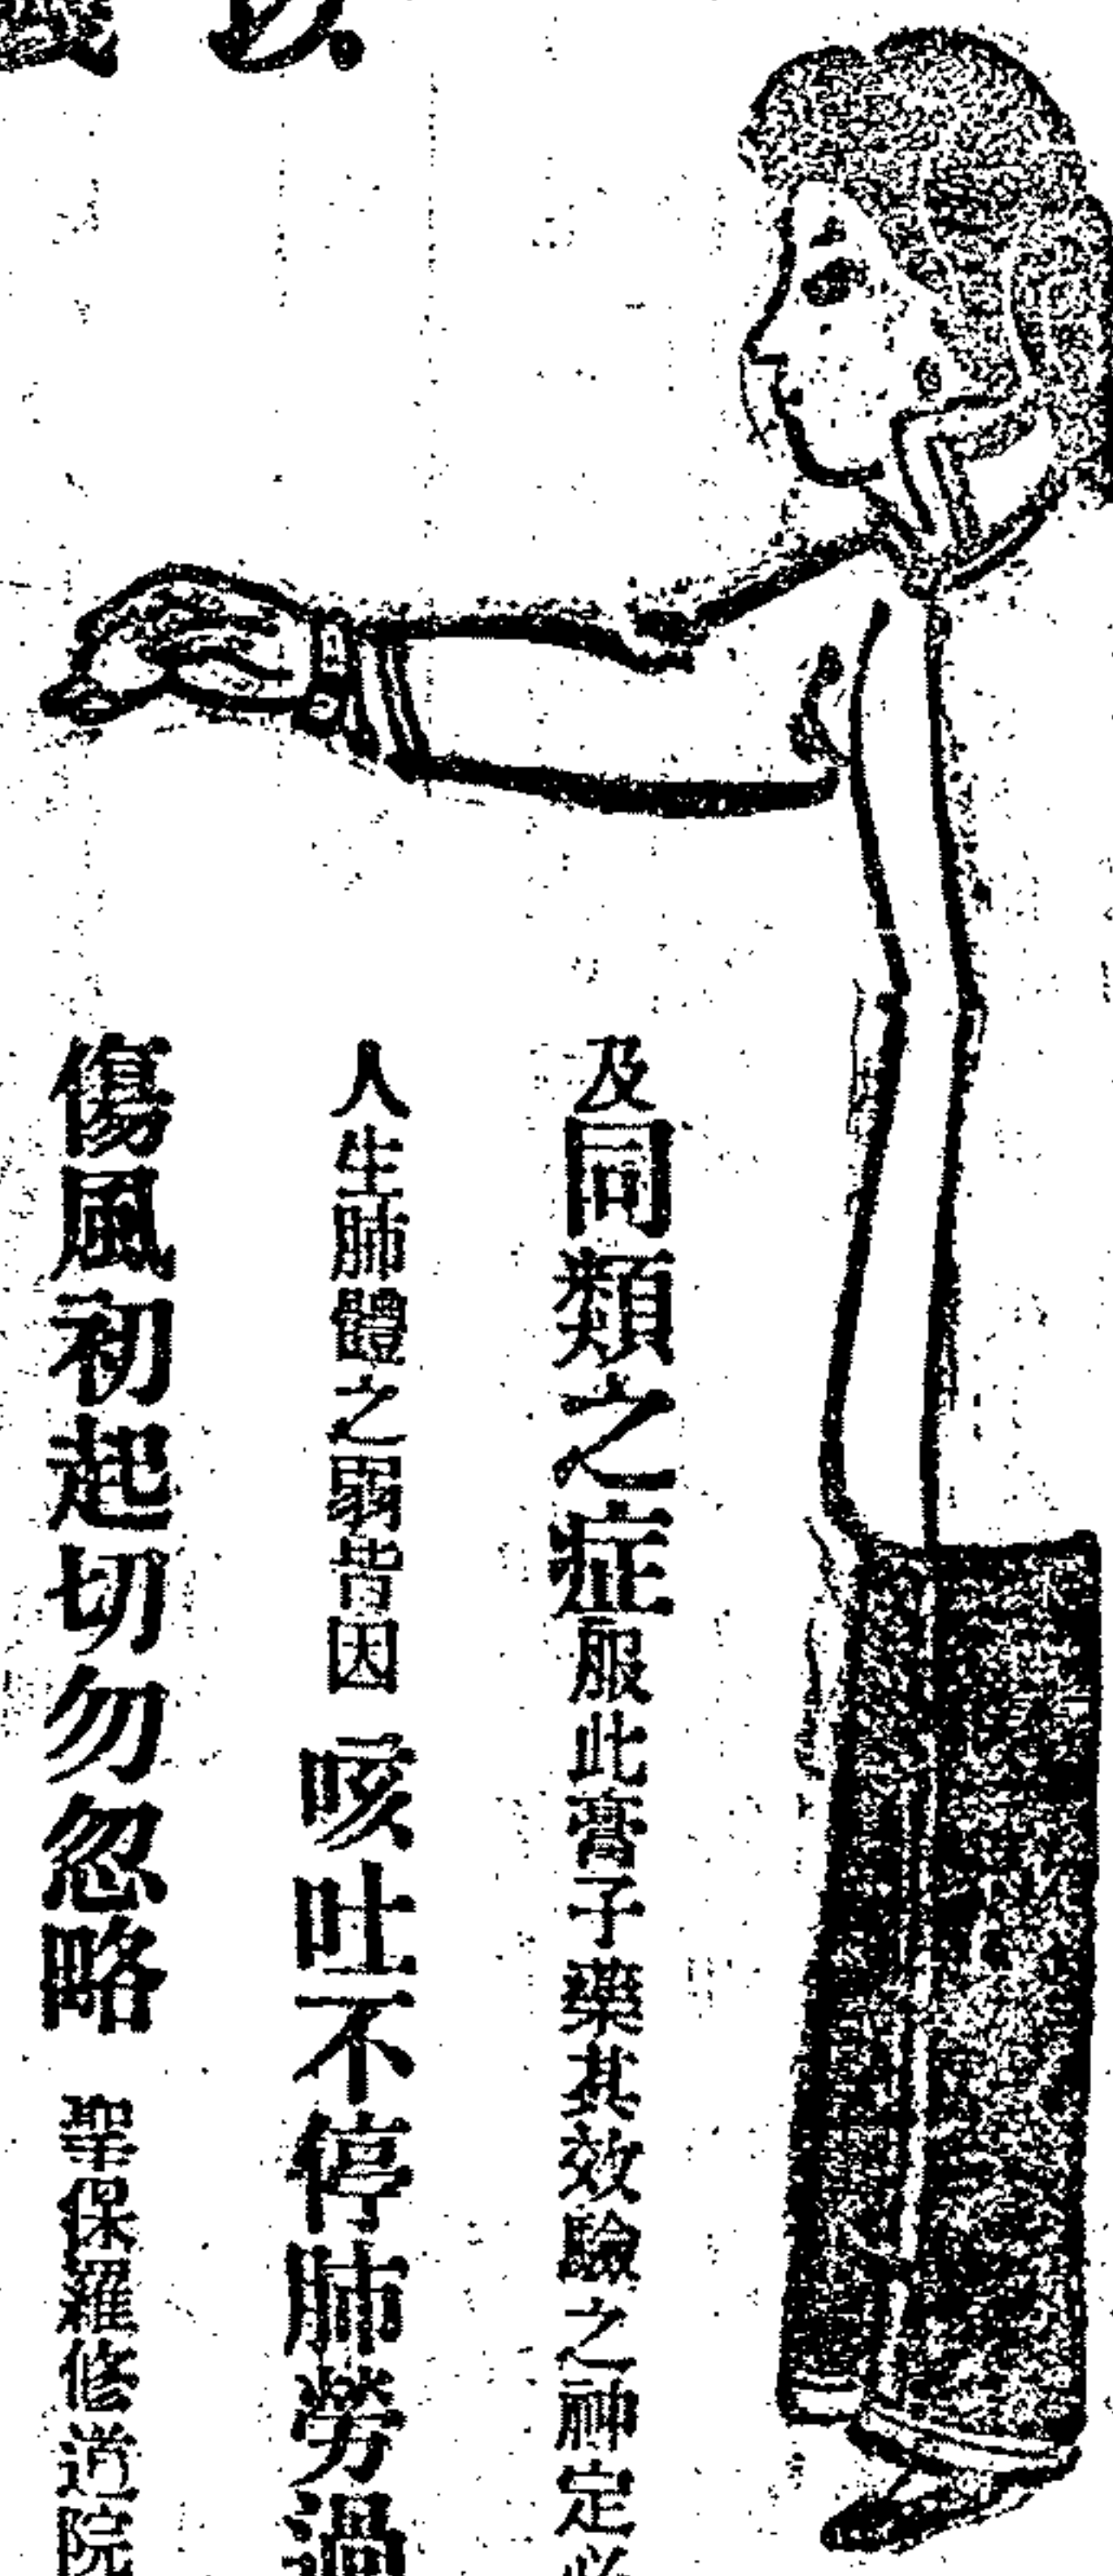 及同類之症服此膏子藥其效驗之神定必
人生肺體之弱皆因 咳吐不停肺勞過
傷風初起切勿忽略 聖保羅修道院